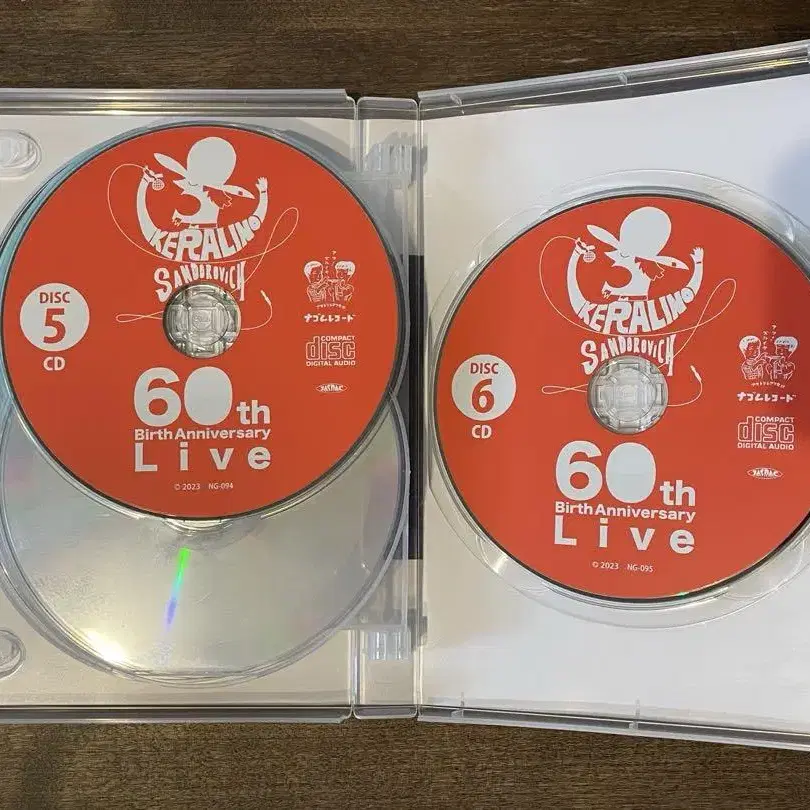 KERALINO
SANDOROVICH
DISC
5
CD
ナゴムレコード
COMPACT
disc
DIGITAL AUDIO
60th
Birth Anniversary
Live
© 2023 NG-094
KERALINO
SANDOROVICH
DISC
6
CD
ナゴムレコード
COMPACT
disc
DIGITAL AUDIO
60th
Birth Anniversary
Live
© 2023 NG-095